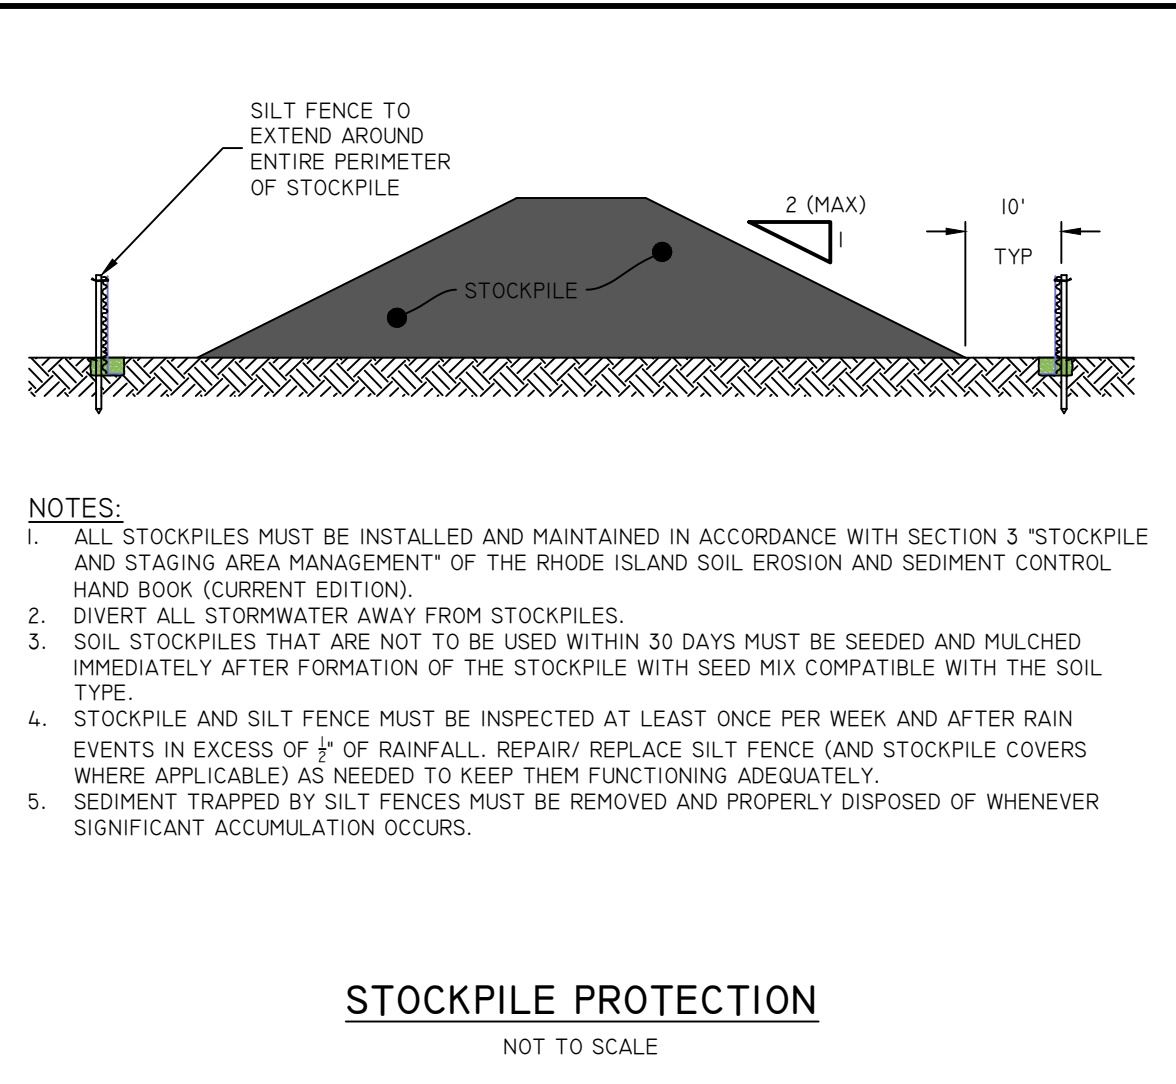 SILT FENCE TO
EXTEND AROUND
ENTIRE PERIMETER
OF STOCKPILE
2 (MAX)
1
10'
TYP
STOCKPILE
NOTES:
1. ALL STOCKPILES MUST BE INSTALLED AND MAINTAINED IN ACCORDANCE WITH SECTION 3 "STOCKPILE
AND STAGING AREA MANAGEMENT" OF THE RHODE ISLAND SOIL EROSION AND SEDIMENT CONTROL
HAND BOOK (CURRENT EDITION).
2. DIVERT ALL STORMWATER AWAY FROM STOCKPILES.
3. SOIL STOCKPILES THAT ARE NOT TO BE USED WITHIN 30 DAYS MUST BE SEEDED AND MULCHED
IMMEDIATELY AFTER FORMATION OF THE STOCKPILE WITH SEED MIX COMPATIBLE WITH THE SOIL
TYPE.
4. STOCKPILE AND SILT FENCE MUST BE INSPECTED AT LEAST ONCE PER WEEK AND AFTER RAIN
EVENTS IN EXCESS OF ½" OF RAINFALL. REPAIR/ REPLACE SILT FENCE (AND STOCKPILE COVERS
WHERE APPLICABLE) AS NEEDED TO KEEP THEM FUNCTIONING ADEQUATELY.
5. SEDIMENT TRAPPED BY SILT FENCES MUST BE REMOVED AND PROPERLY DISPOSED OF WHENEVER
SIGNIFICANT ACCUMULATION OCCURS.
STOCKPILE PROTECTION
NOT TO SCALE